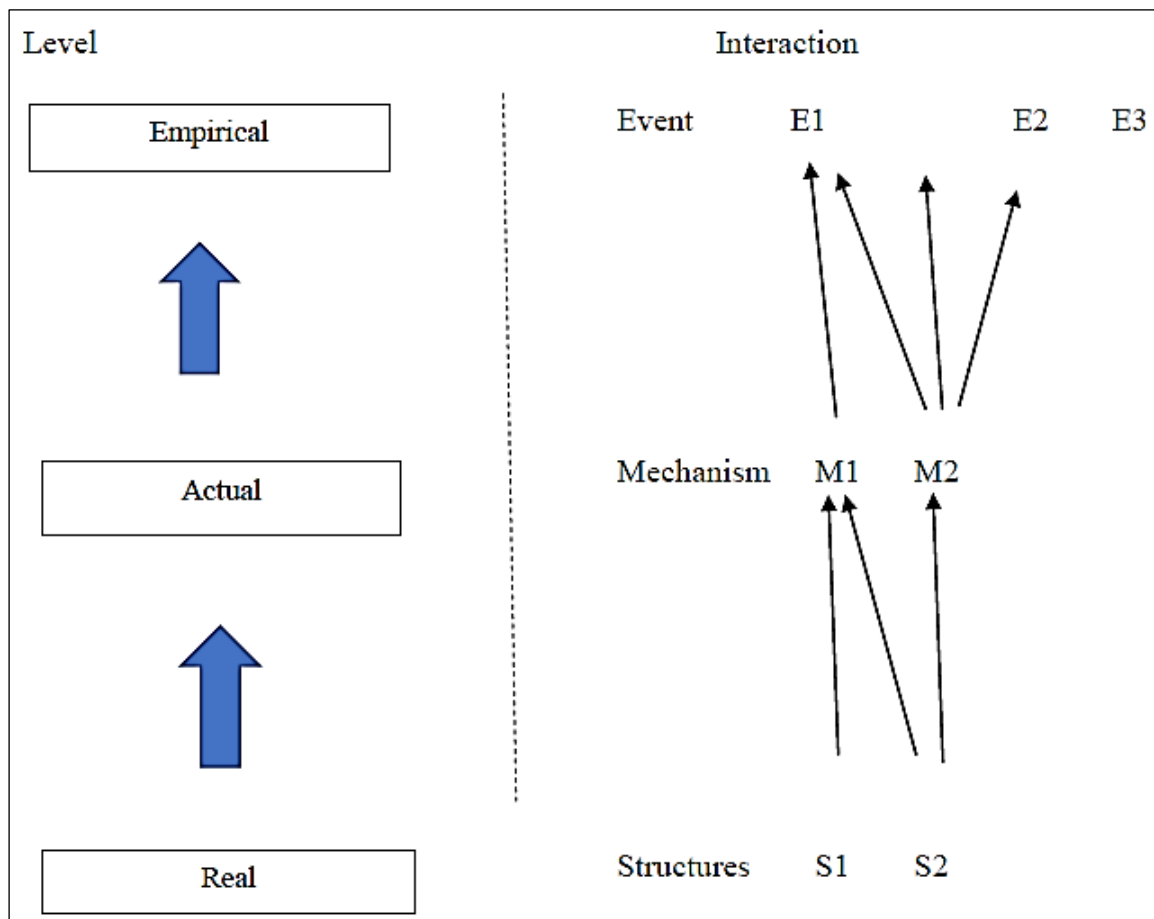 Level Interaction
Empirical
Event E1 E2 E3
Actual
Mechanism M1 M2
Real
Structures S1 S2